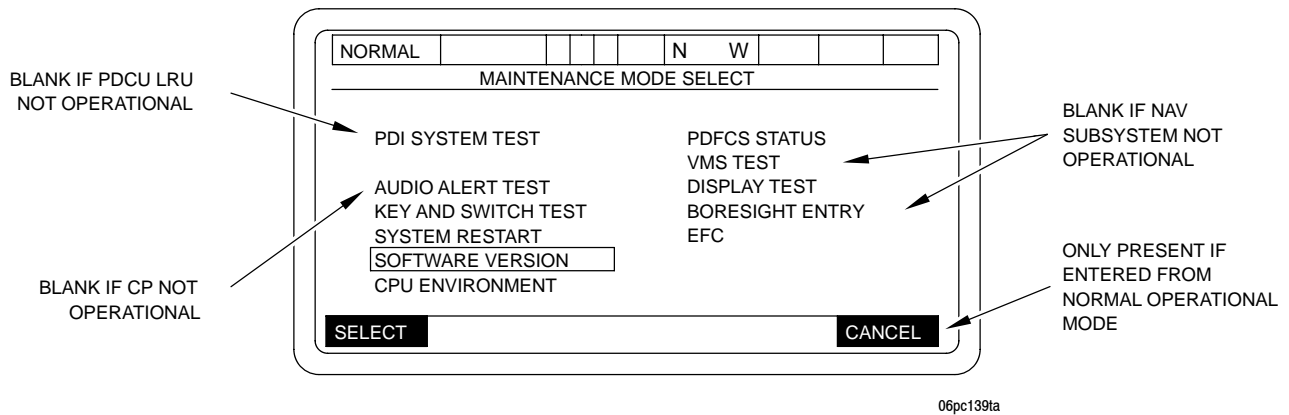 NORMAL N W
MAINTENANCE MODE SELECT
BLANK IF PDCU LRU
NOT OPERATIONAL
PDI SYSTEM TEST
AUDIO ALERT TEST
KEY AND SWITCH TEST
SYSTEM RESTART
SOFTWARE VERSION
CPU ENVIRONMENT
PDFCS STATUS
VMS TEST
DISPLAY TEST
BORESIGHT ENTRY
EFC
BLANK IF NAV
SUBSYSTEM NOT
OPERATIONAL
BLANK IF CP NOT
OPERATIONAL
ONLY PRESENT IF
ENTERED FROM
NORMAL OPERATIONAL
MODE
SELECT
CANCEL
06pc139ta